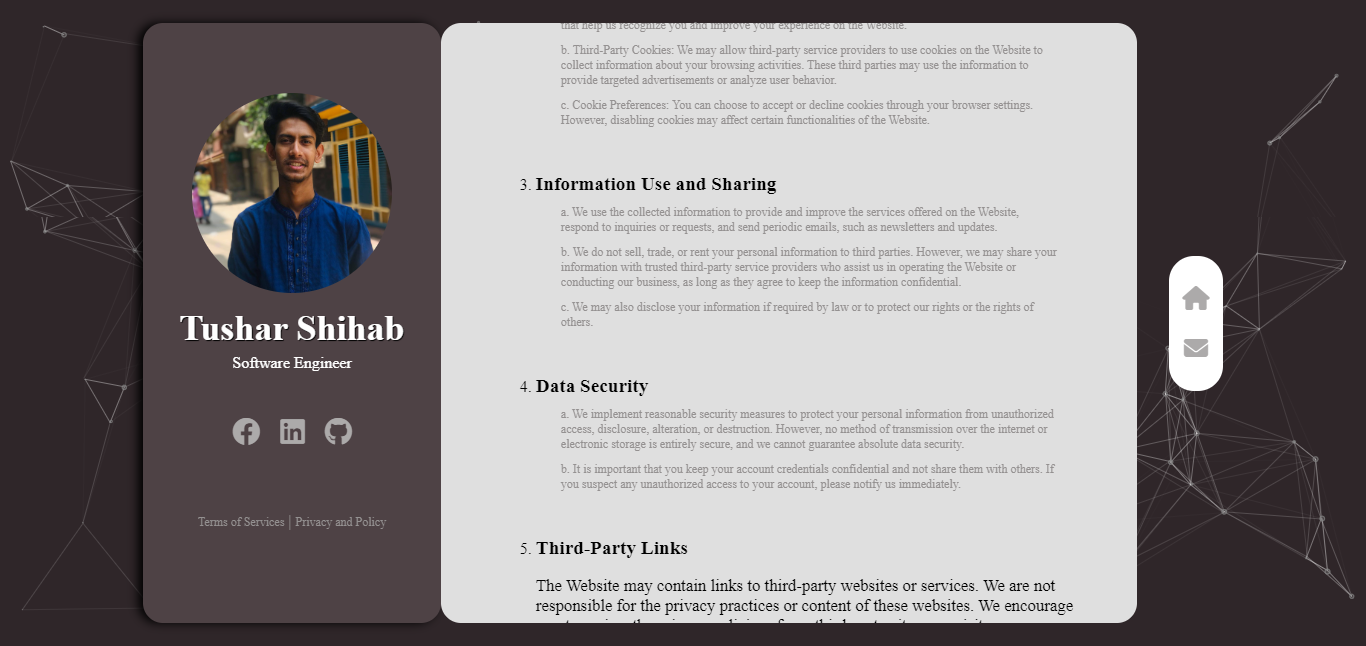 Tushar Shihab
Software Engineer
Terms of Services | Privacy and Policy
that help us recognize you and improve your experience on the Website.
b. Third-Party Cookies: We may allow third-party service providers to use cookies on the Website to
collect information about your browsing activities. These third parties may use the information to
provide targeted advertisements or analyze user behavior.
c. Cookie Preferences: You can choose to accept or decline cookies through your browser settings.
However, disabling cookies may affect certain functionalities of the Website.
3. Information Use and Sharing
a. We use the collected information to provide and improve the services offered on the Website,
respond to inquiries or requests, and send periodic emails, such as newsletters and updates.
b. We do not sell, trade, or rent your personal information to third parties. However, we may share your
information with trusted third-party service providers who assist us in operating the Website or
conducting our business, as long as they agree to keep the information confidential.
c. We may also disclose your information if required by law or to protect our rights or the rights of
others.
4. Data Security
a. We implement reasonable security measures to protect your personal information from unauthorized
access, disclosure, alteration, or destruction. However, no method of transmission over the internet or
electronic storage is entirely secure, and we cannot guarantee absolute data security.
b. It is important that you keep your account credentials confidential and not share them with others. If
you suspect any unauthorized access to your account, please notify us immediately.
5. Third-Party Links
The Website may contain links to third-party websites or services. We are not
responsible for the privacy practices or content of these websites. We encourage